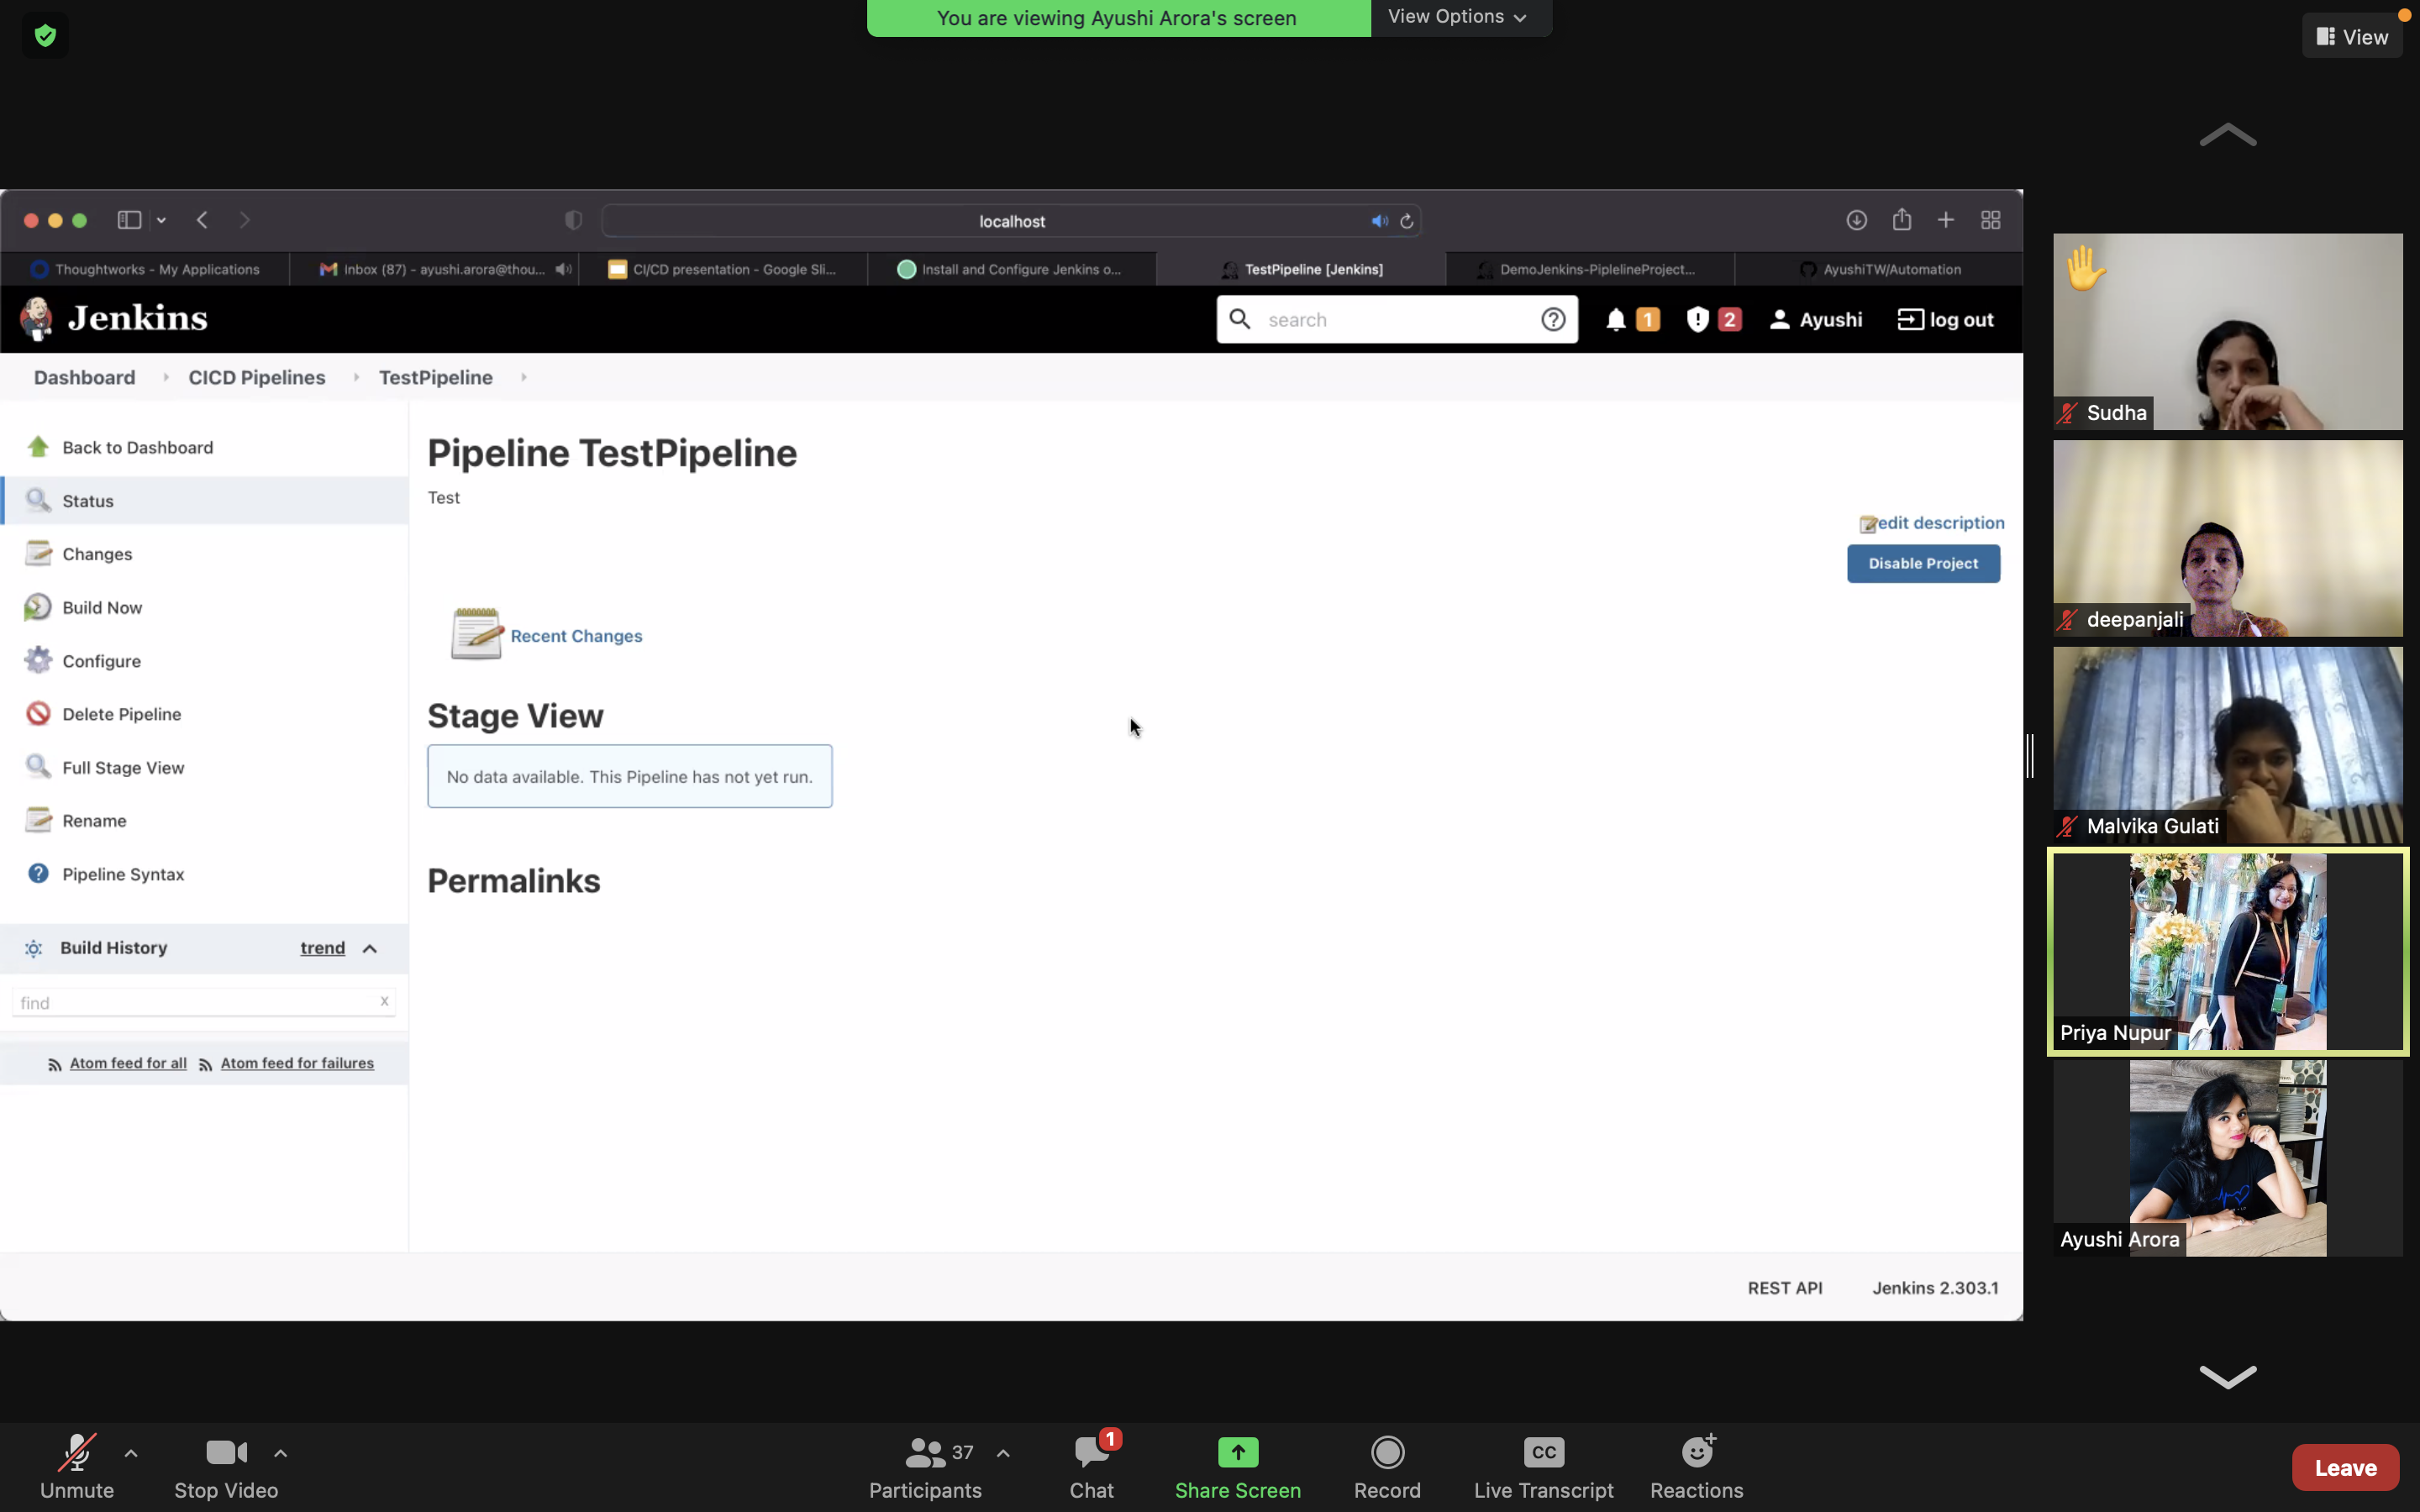 You are viewing Ayushi Arora's screen
View Options
View
localhost
Thoughtworks - My Applications
Inbox (87) - ayushi.arora@thou...
CI/CD presentation - Google Sli...
Install and Configure Jenkins o...
TestPipeline [Jenkins]
DemoJenkins-PiplelineProject...
AyushiTW/Automation
Jenkins
search
1
2
Ayushi
log out
Dashboard
CICD Pipelines
TestPipeline
Back to Dashboard
Status
Changes
Build Now
Configure
Delete Pipeline
Full Stage View
Rename
Pipeline Syntax
Build History
trend
find
x
Atom feed for all
Atom feed for failures
Pipeline TestPipeline
Test
edit description
Disable Project
Recent Changes
Stage View
No data available. This Pipeline has not yet run.
Permalinks
REST API
Jenkins 2.303.1
Sudha
deepanjali
Malvika Gulati
Priya Nupur
Ayushi Arora
Unmute
Stop Video
37
Participants
1
Chat
Share Screen
Record
CC
Live Transcript
Reactions
Leave